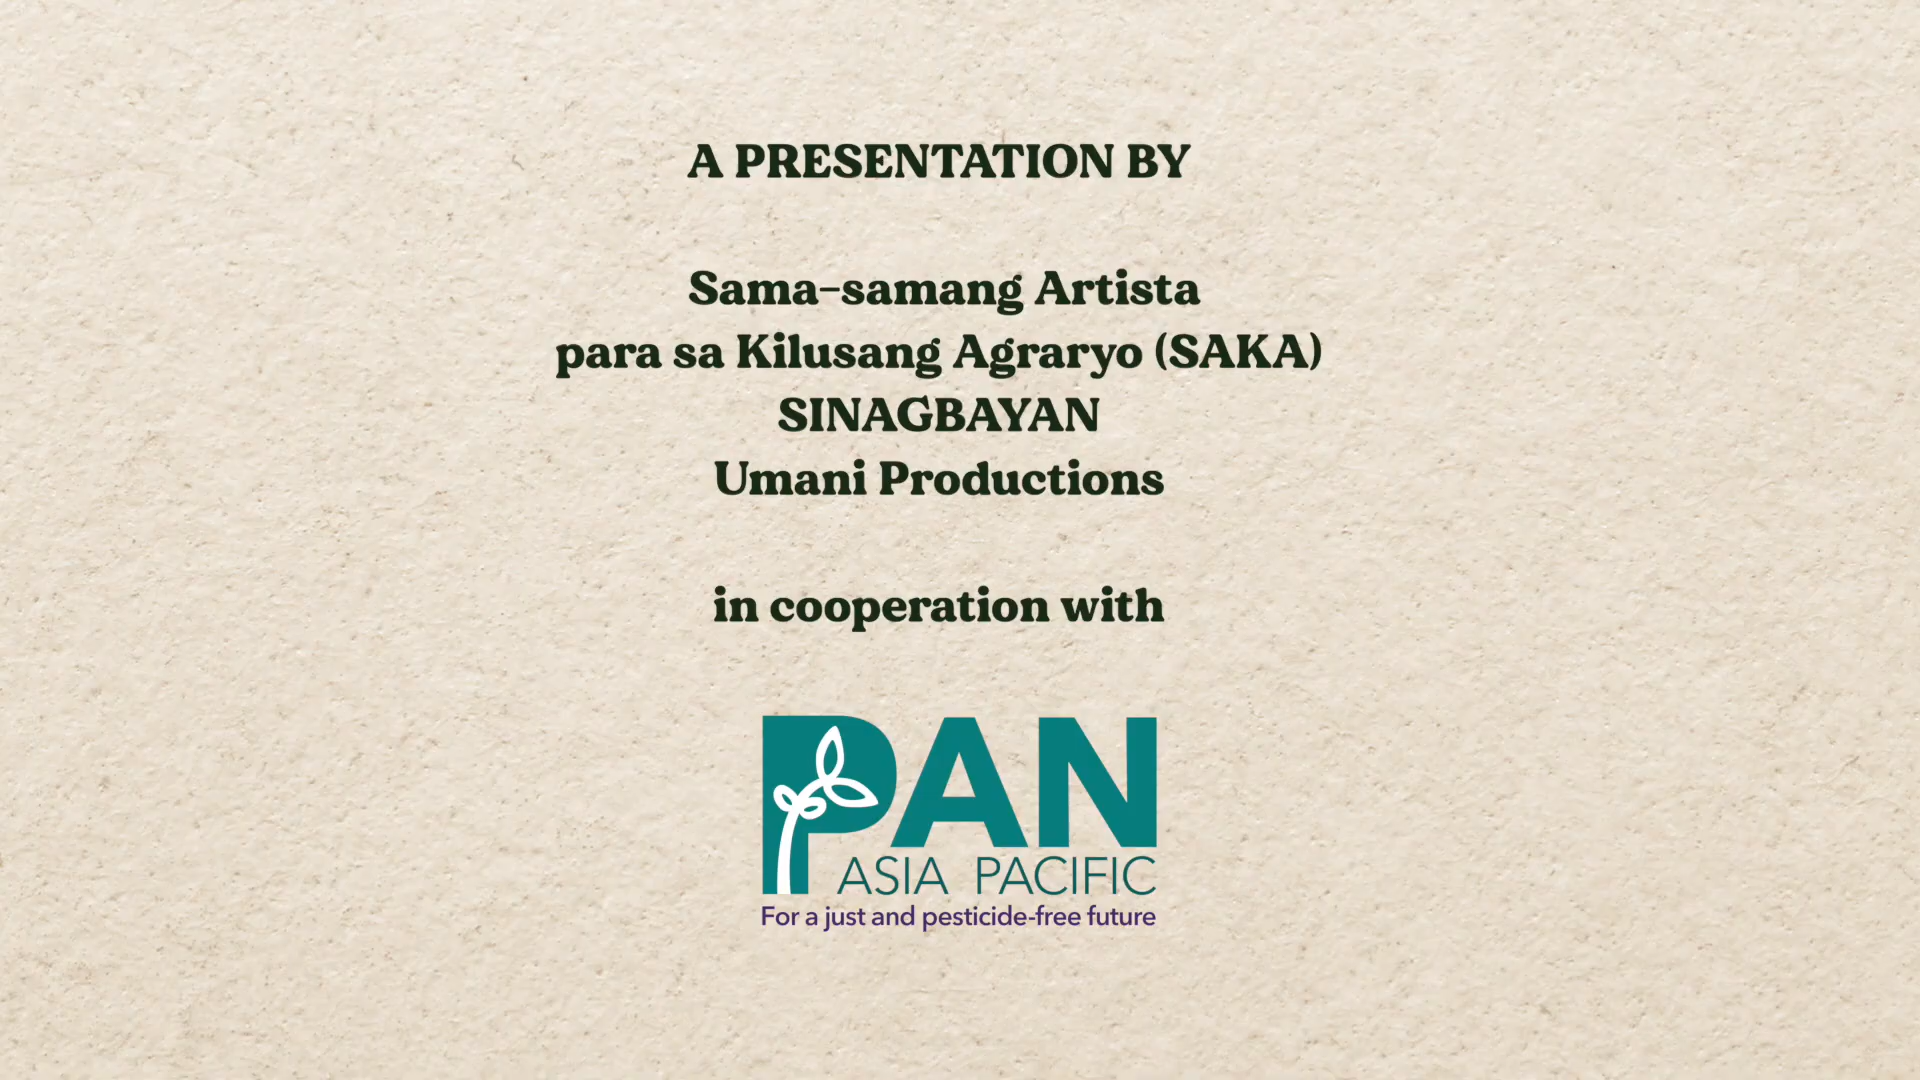 A PRESENTATION BY
Sama-samang Artista
para sa Kilusang Agraryo (SAKA)
SINAGBAYAN
Umani Productions
in cooperation with
PAN
ASIA PACIFIC
For a just and pesticide-free future